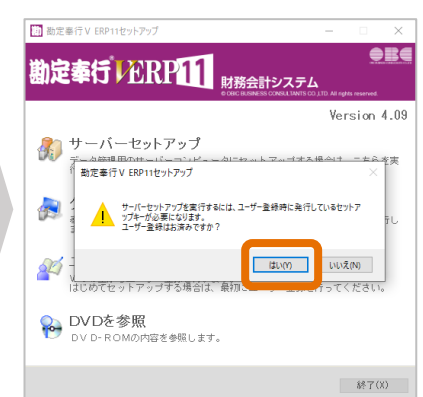 勘定奉行V ERP11セットアップ
勘定奉行V ERP11
OBC
財務会計システム
© OBC BUSINESS CONSULTANTS CO.,LTD. All rights reserved.
Version 4.09
サーバーセットアップ
勘定奉行V ERP11セットアップ
サーバーセットアップを実行するには、ユーザー登録時に発行しているセットア
ップキーが必要になります。
ユーザー登録はお済みですか？
はい(Y)
いいえ(N)
はじめてセットアップする場合は、最初に
を行ってください。
DVDを参照
DVD-ROMの内容を参照します。
終了(X)